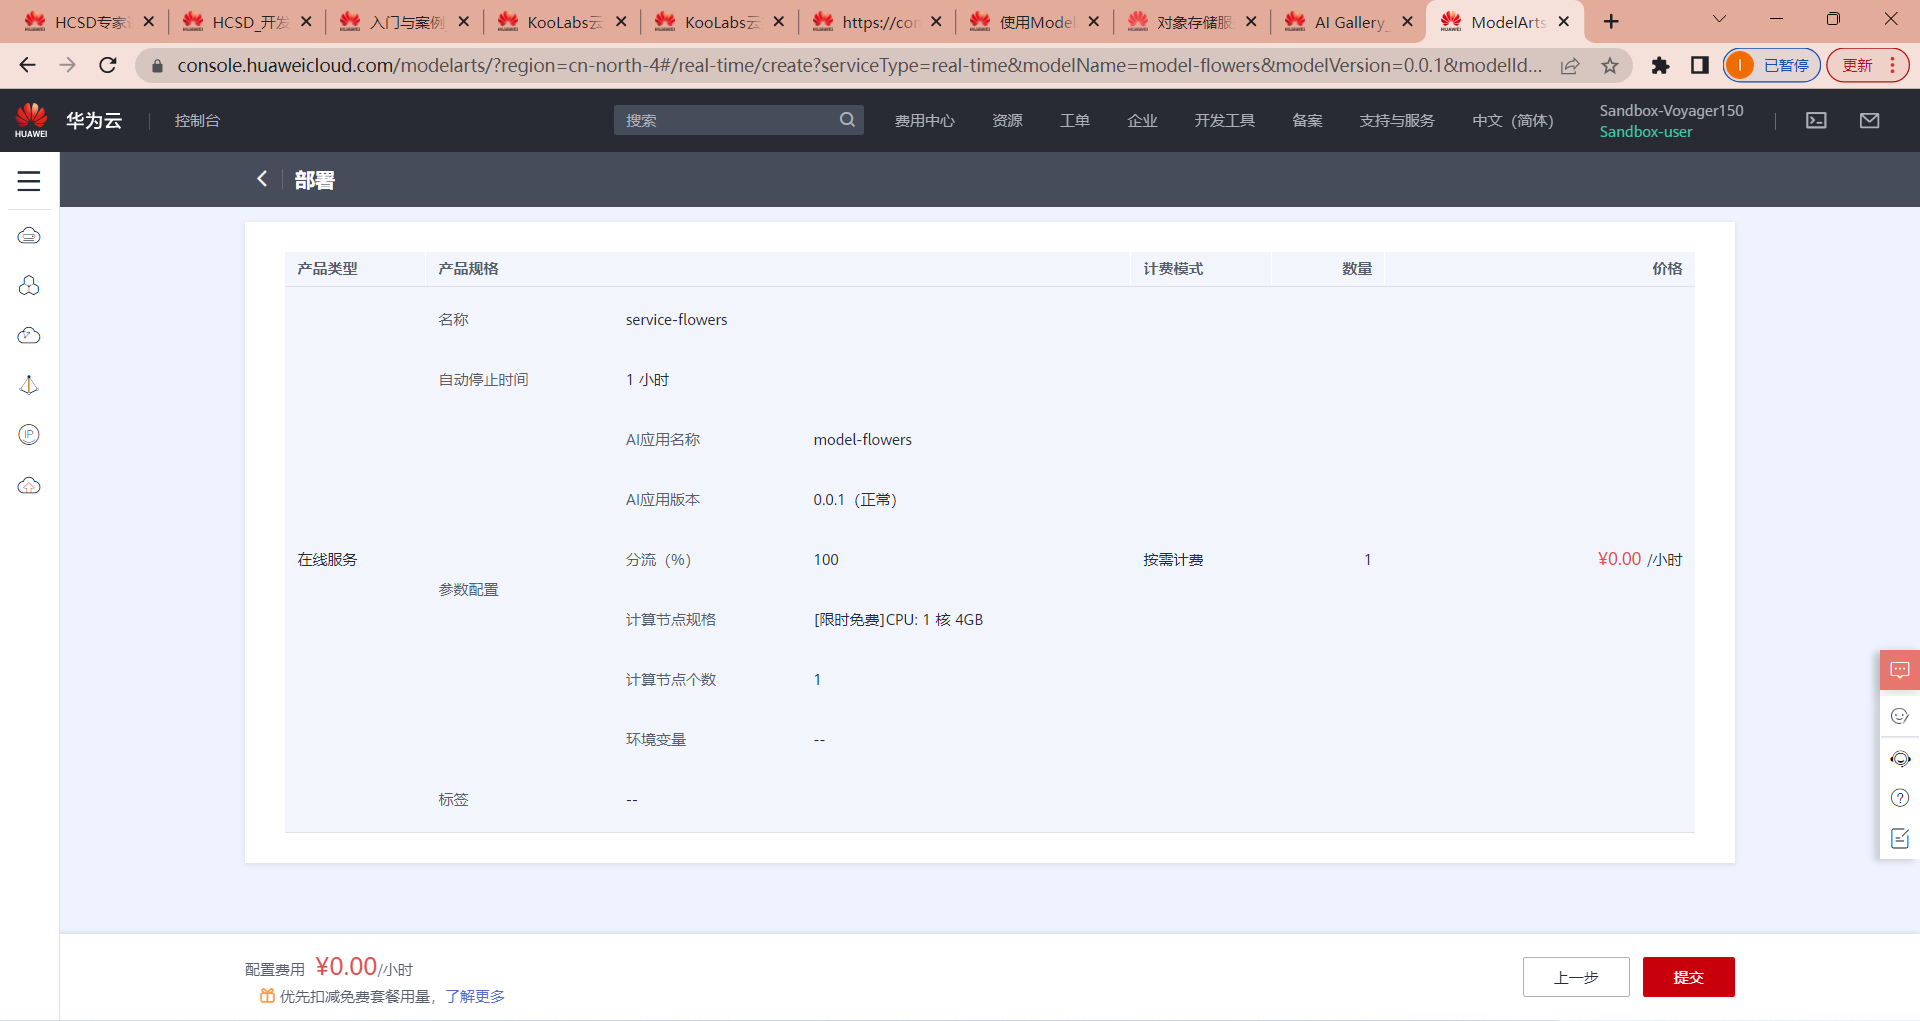 HCSD专家
HCSD_开发
入门与案例
KooLabs云
KooLabs云
https://con
使用Model
对象存储服
AI Gallery_
ModelArts
console.huaweicloud.com/modelarts/?region=cn-north-4#/real-time/create?serviceType=real-time&modelName=model-flowers&modelVersion=0.0.1&modelId...
I 已暂停
更新
HUAWEI
华为云
控制台
搜索
费用中心
资源
工单
企业
开发工具
备案
支持与服务
中文（简体）
Sandbox-Voyager150
Sandbox-user
部署
产品类型 产品规格 计费模式 数量 价格
名称 service-flowers
自动停止时间 1 小时
AI应用名称 model-flowers
AI应用版本 0.0.1（正常）
在线服务 分流（%） 100 按需计费 1 ¥0.00 /小时
参数配置
计算节点规格 [限时免费]CPU: 1 核 4GB
计算节点个数 1
环境变量 --
标签 --
IP
配置费用 ¥0.00/小时
优先扣减免费套餐用量，了解更多
上一步
提交